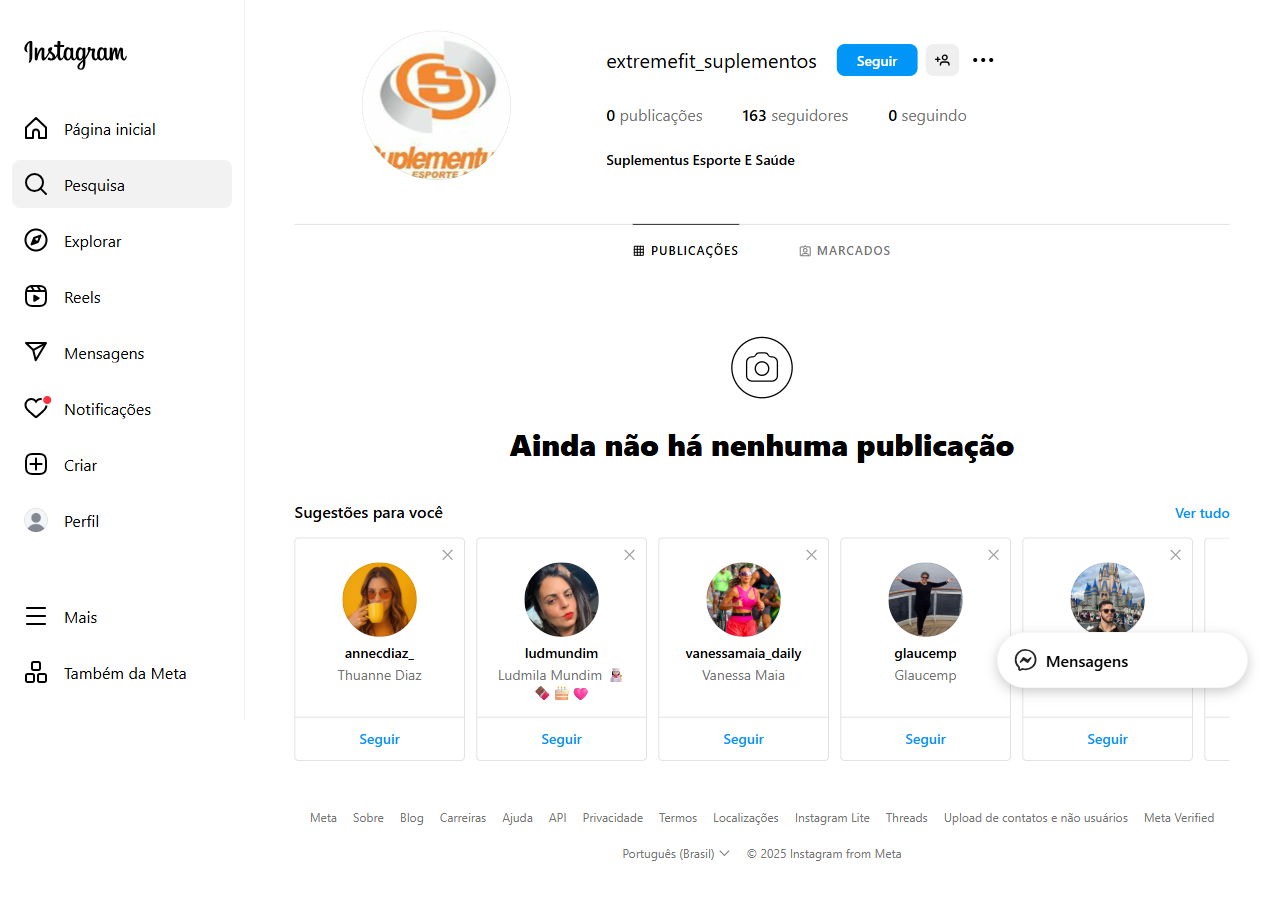 Instagram
Página inicial
Pesquisa
Explorar
Reels
Mensagens
Notificações
Criar
Perfil
Mais
Também da Meta
uplementu
ESPORTE
extremefit_suplementos
Seguir
0 publicações 163 seguidores 0 seguindo
Suplementus Esporte E Saúde
PUBLICAÇÕES MARCADOS
Ainda não há nenhuma publicação
Sugestões para você
Ver tudo
annecdiaz_
Thuanne Diaz
Seguir
ludmundim
Ludmila Mundim
Seguir
vanessamaia_daily
Vanessa Maia
Seguir
glaucemp
Glaucemp
Seguir
Seguir
Mensagens
Meta Sobre Blog Carreiras Ajuda API Privacidade Termos Localizações Instagram Lite Threads Upload de contatos e não usuários Meta Verified
Português (Brasil) © 2025 Instagram from Meta